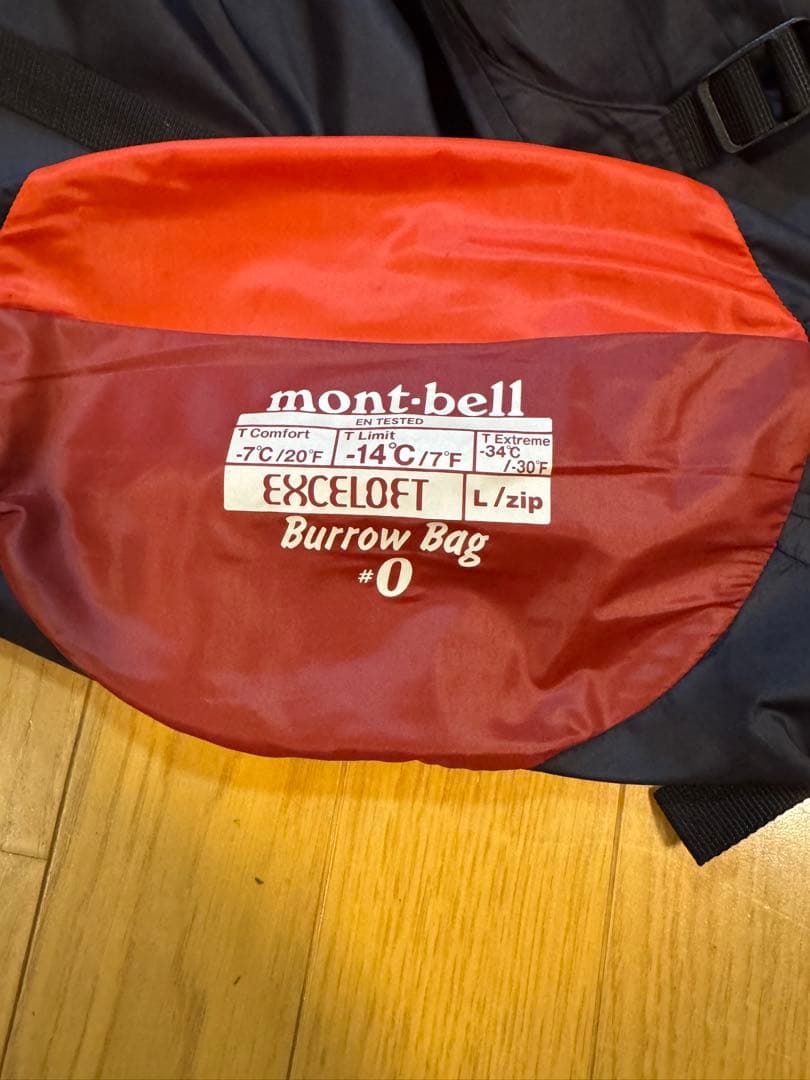 mont·bell
EN TESTED
T Comfort
-7℃/20°F
T Limit
-14℃/7°F
T Extreme
-34℃
/-30°F
EXCELOFT
L/zip
Burrow Bag
#0